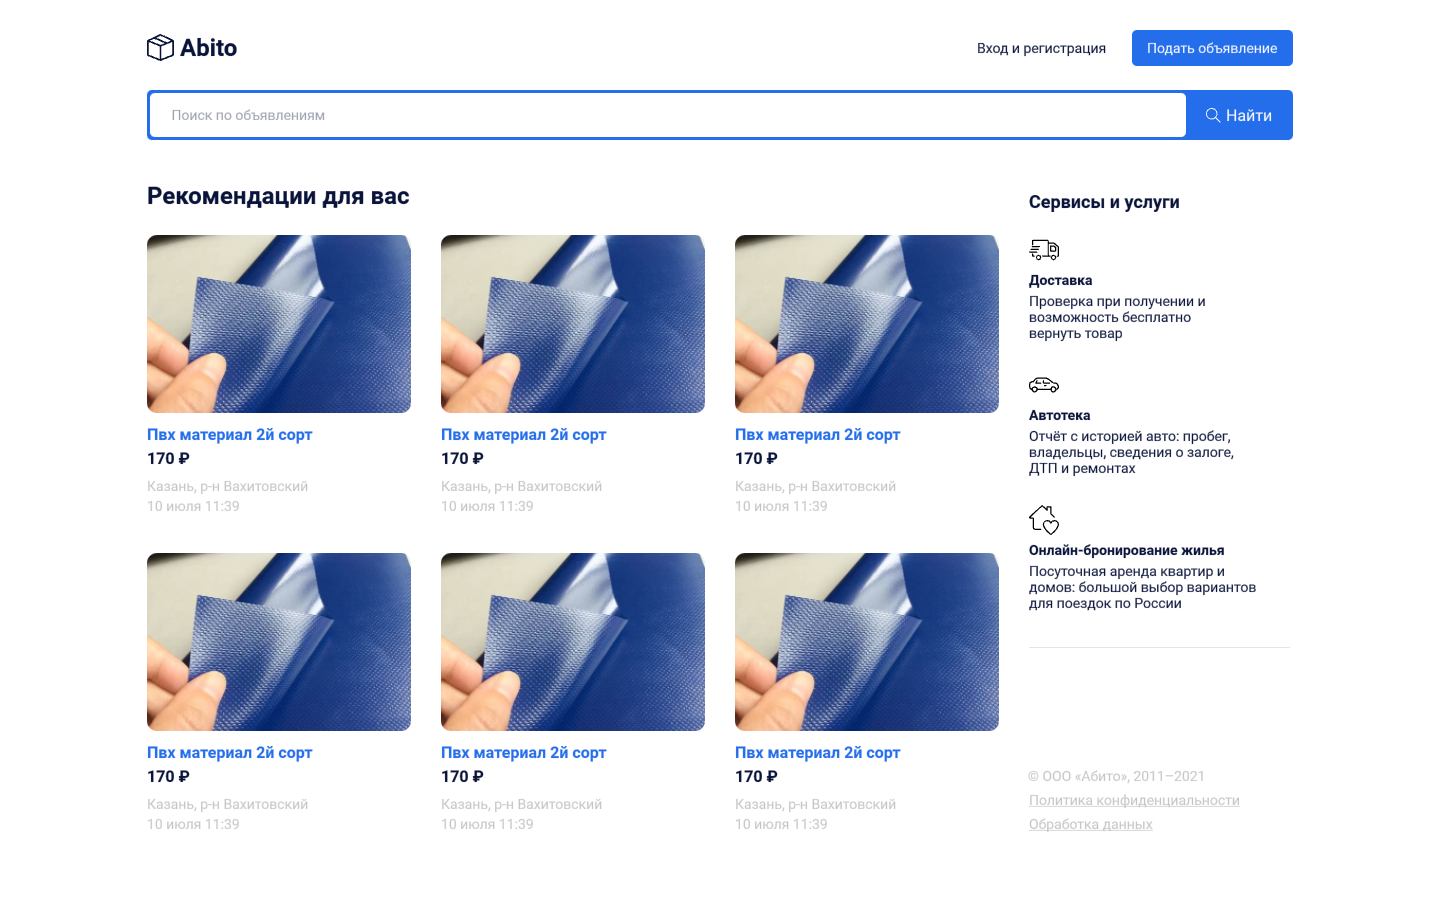 Abito
Вход и регистрация
Подать объявление
Поиск по объявлениям
Найти
Рекомендации для вас
Пвх материал 2й сорт
170 ₽
Казань, р-н Вахитовский
10 июля 11:39
Пвх материал 2й сорт
170 ₽
Казань, р-н Вахитовский
10 июля 11:39
Пвх материал 2й сорт
170 ₽
Казань, р-н Вахитовский
10 июля 11:39
Пвх материал 2й сорт
170 ₽
Казань, р-н Вахитовский
10 июля 11:39
Пвх материал 2й сорт
170 ₽
Казань, р-н Вахитовский
10 июля 11:39
Пвх материал 2й сорт
170 ₽
Казань, р-н Вахитовский
10 июля 11:39
Сервисы и услуги
Доставка
Проверка при получении и
возможность бесплатно
вернуть товар
Автотека
Отчёт с историей авто: пробег,
владельцы, сведения о залоге,
ДТП и ремонтах
Онлайн-бронирование жилья
Посуточная аренда квартир и
домов: большой выбор вариантов
для поездок по России
© ООО «Абито», 2011–2021
Политика конфиденциальности
Обработка данных